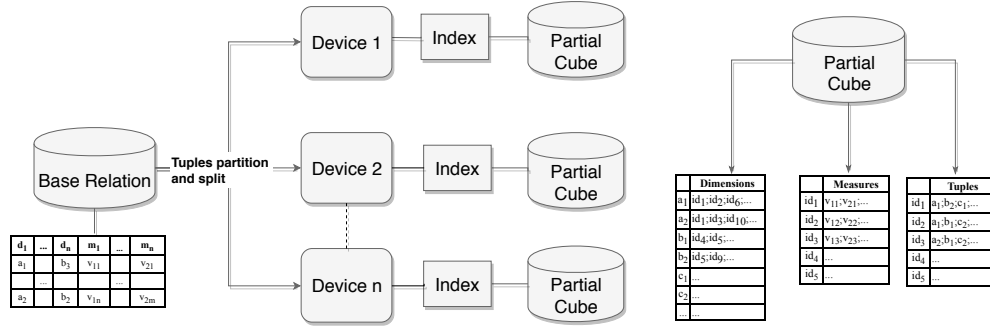 Device 1
Index
Partial
Cube
Partial
Cube
Base Relation
Tuples partition
and split
Device 2
Index
Partial
Cube
Device n
Index
Partial
Cube
d1 ... dn m1 ... mn
a1 b3 v11 v21
... ...
a2 b2 v1n v2m
Dimensions
a1 id1;id2;id6;...
a2 id1;id3;id10;...
b1 id4;id5;...
b2 id5;id9;...
c1 ...
c2 ...
... ...
Measures
id1 v11;v21;...
id2 v12;v22;...
id3 v13;v23;...
id4 ...
id5 ...
Tuples
id1 a1;b2;c1;...
id2 a1;b1;c2;...
id3 a2;b1;c2;...
id4 ...
id5 ...